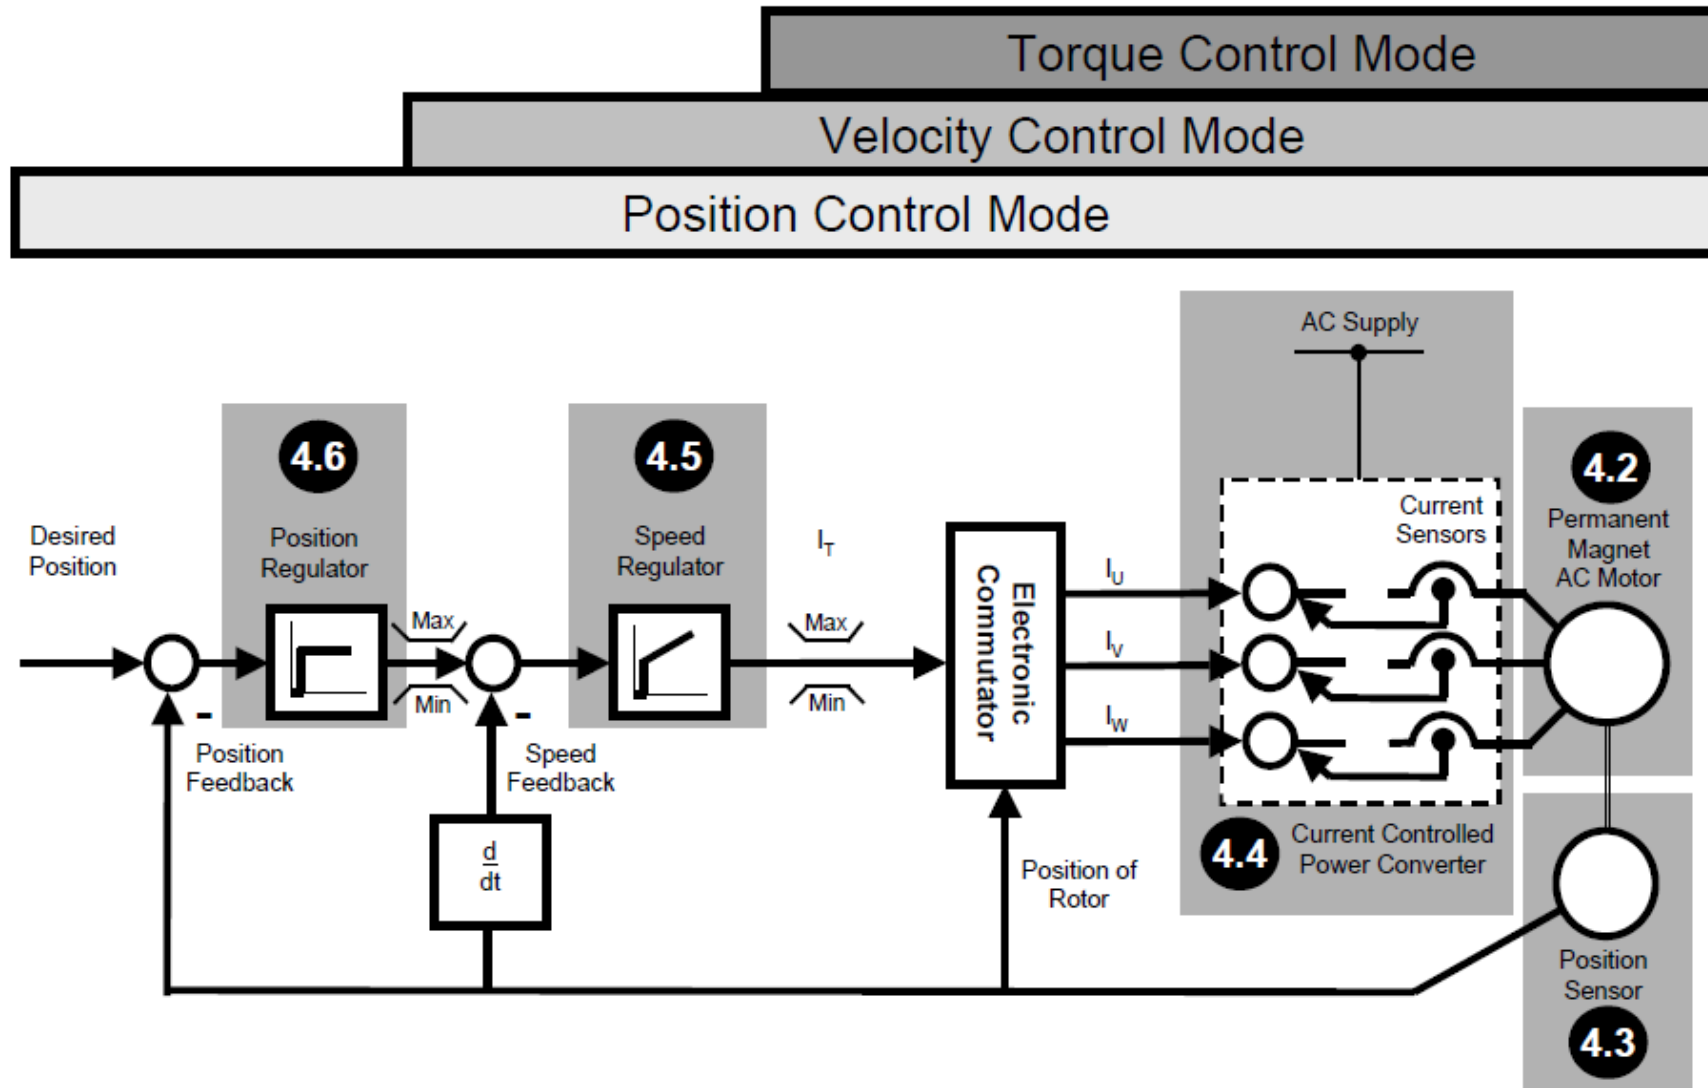 Torque Control Mode
Velocity Control Mode
Position Control Mode
AC Supply
4.6
4.5
4.2
Desired
Position
Position
Regulator
Speed
Regulator
I_T
Current
Sensors
Permanent
Magnet
AC Motor
Max
Min
Max
Min
Electronic
Commutator
I_U
I_V
I_W
-
Position
Feedback
-
Speed
Feedback
d
dt
Position of
Rotor
4.4
Current Controlled
Power Converter
Position
Sensor
4.3